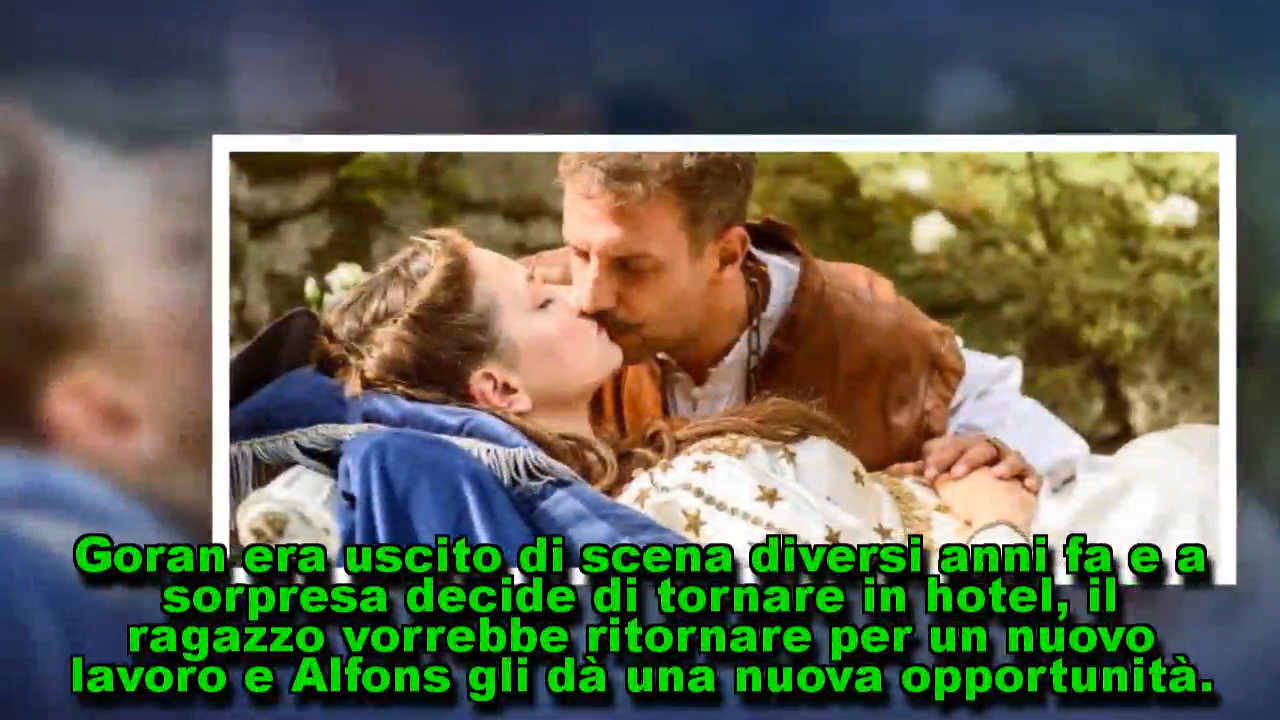 Goran era uscito di scena diversi anni fa e a
sorpresa decide di tornare in hotel, il
ragazzo vorrebbe ritornare per un nuovo
lavoro e Alfons gli dà una nuova opportunità.